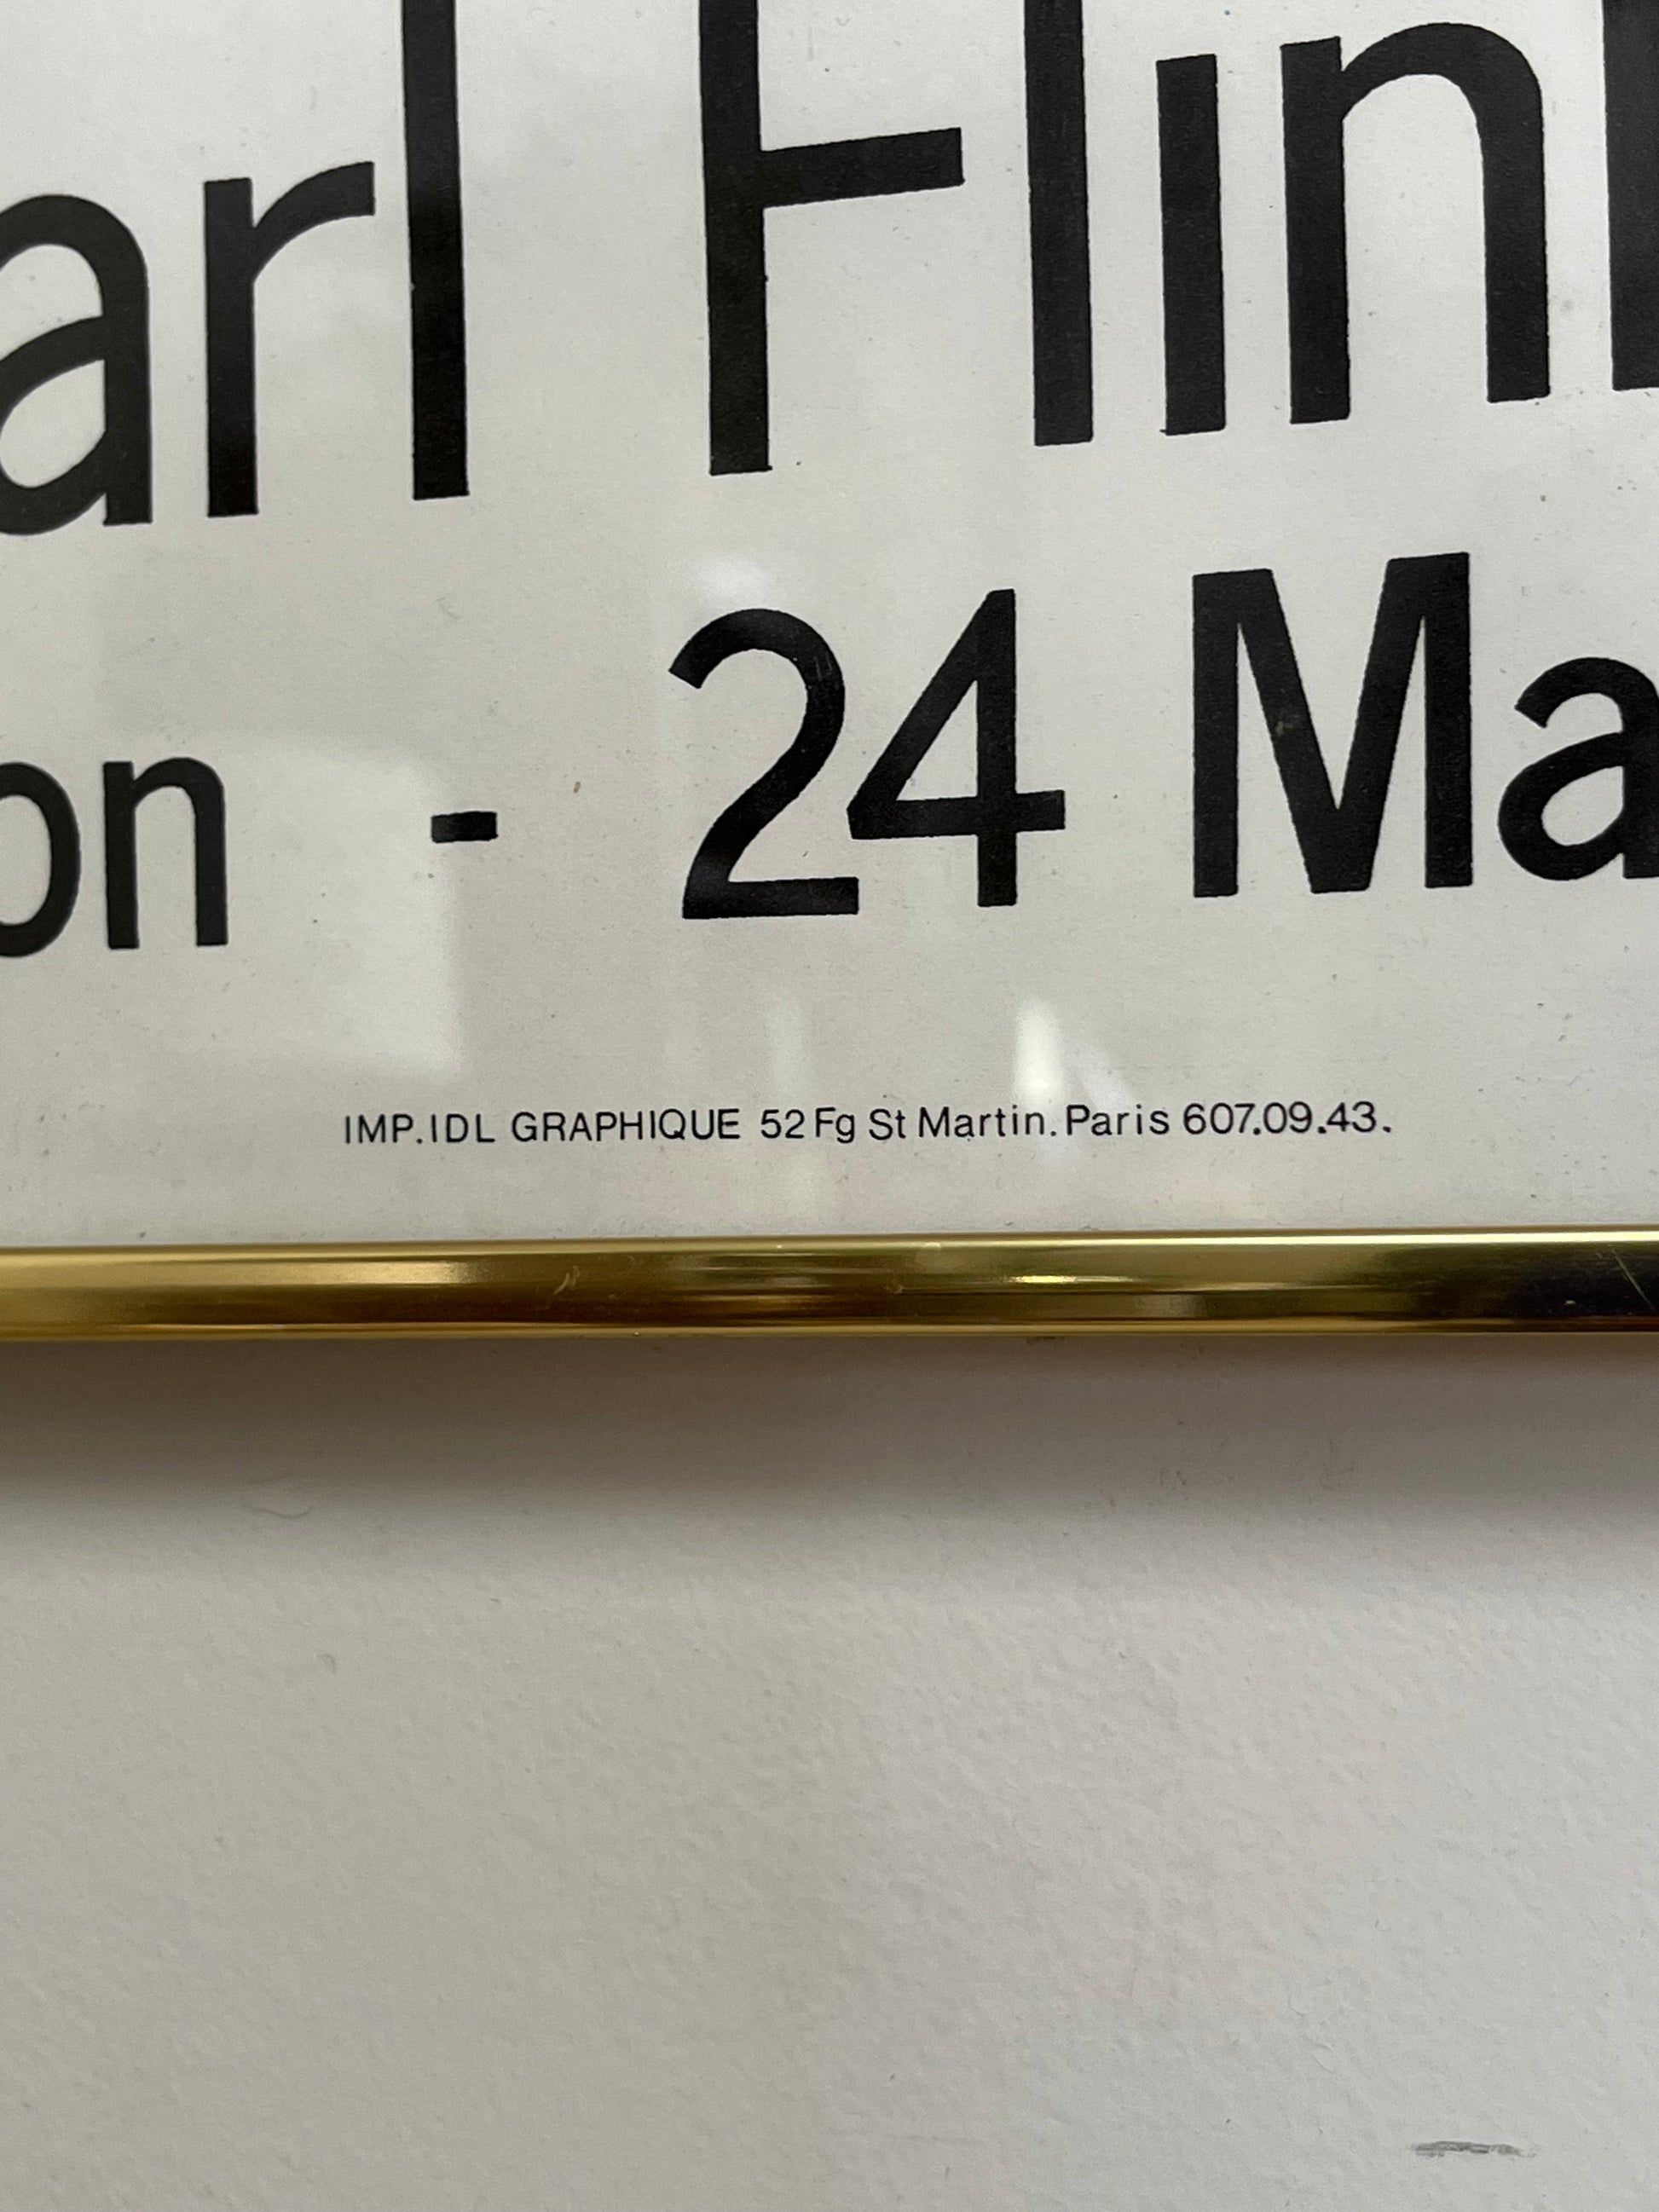 arl Flin
on - 24 Ma
IMP.IDL GRAPHIQUE 52 Fg St Martin. Paris 607.09.43.